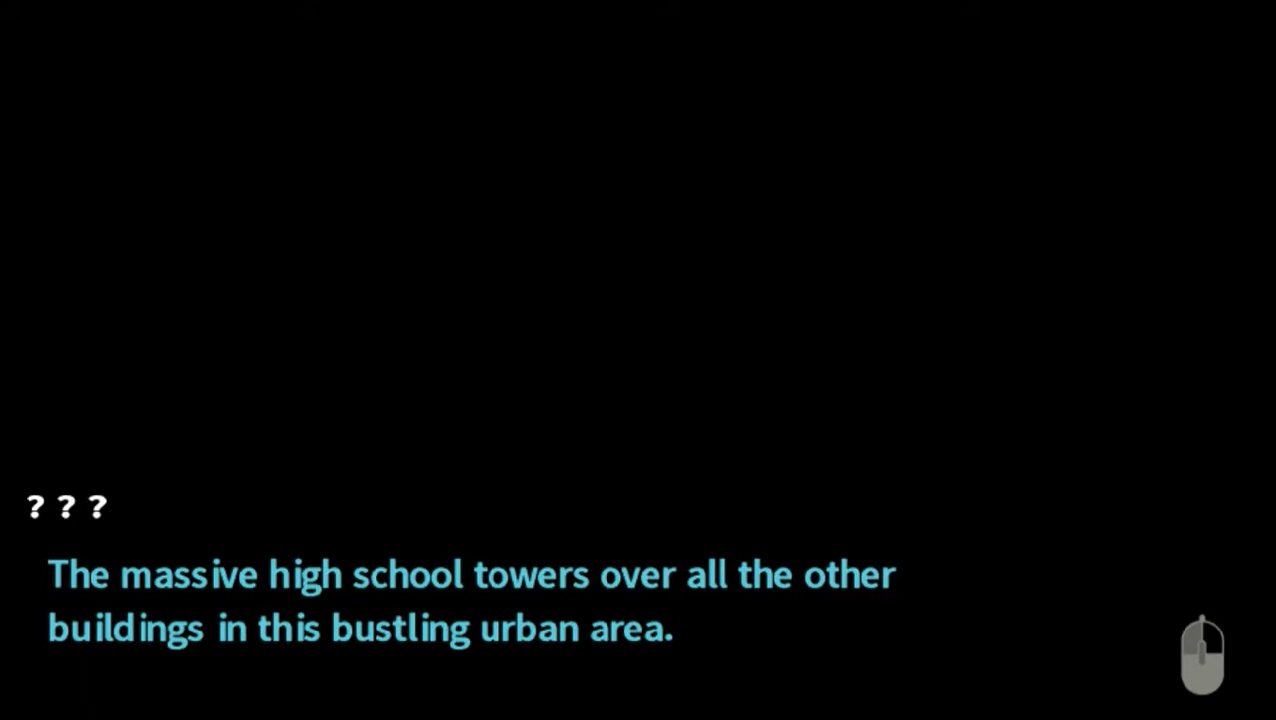 ? ? ?
The massive high school towers over all the other
buildings in this bustling urban area.